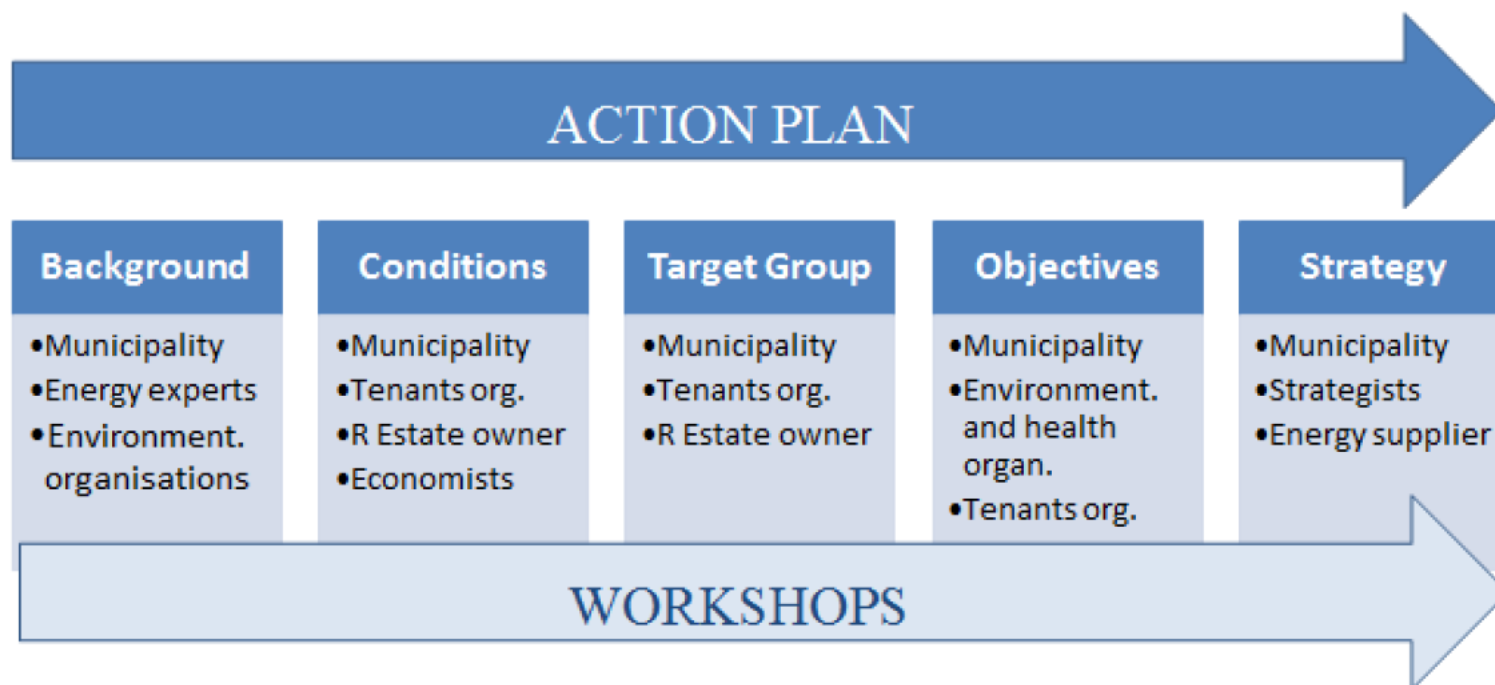 ACTION PLAN
Background
•Municipality
•Energy experts
•Environment.
organisations
Conditions
•Municipality
•Tenants org.
•R Estate owner
•Economists
Target Group
•Municipality
•Tenants org.
•R Estate owner
Objectives
•Municipality
•Environment.
and health
organ.
•Tenants org.
Strategy
•Municipality
•Strategists
•Energy supplier
WORKSHOPS